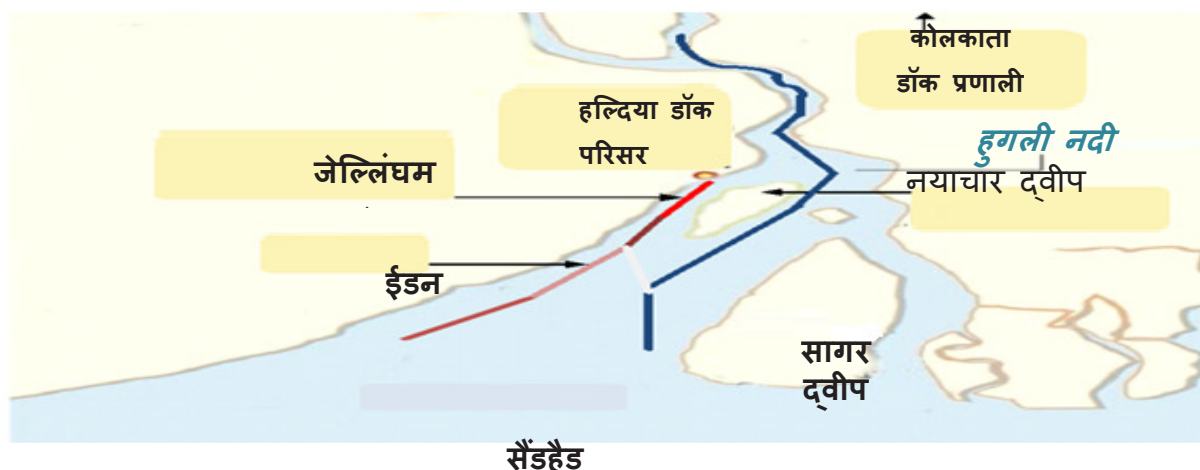 कोलकाता
डॉक प्रणाली
हल्दिया डॉक
परिसर
हुगली नदी
जेल्लिंघम
नयाचार द्वीप
ईडन
सागर
द्वीप
सैंडहैड